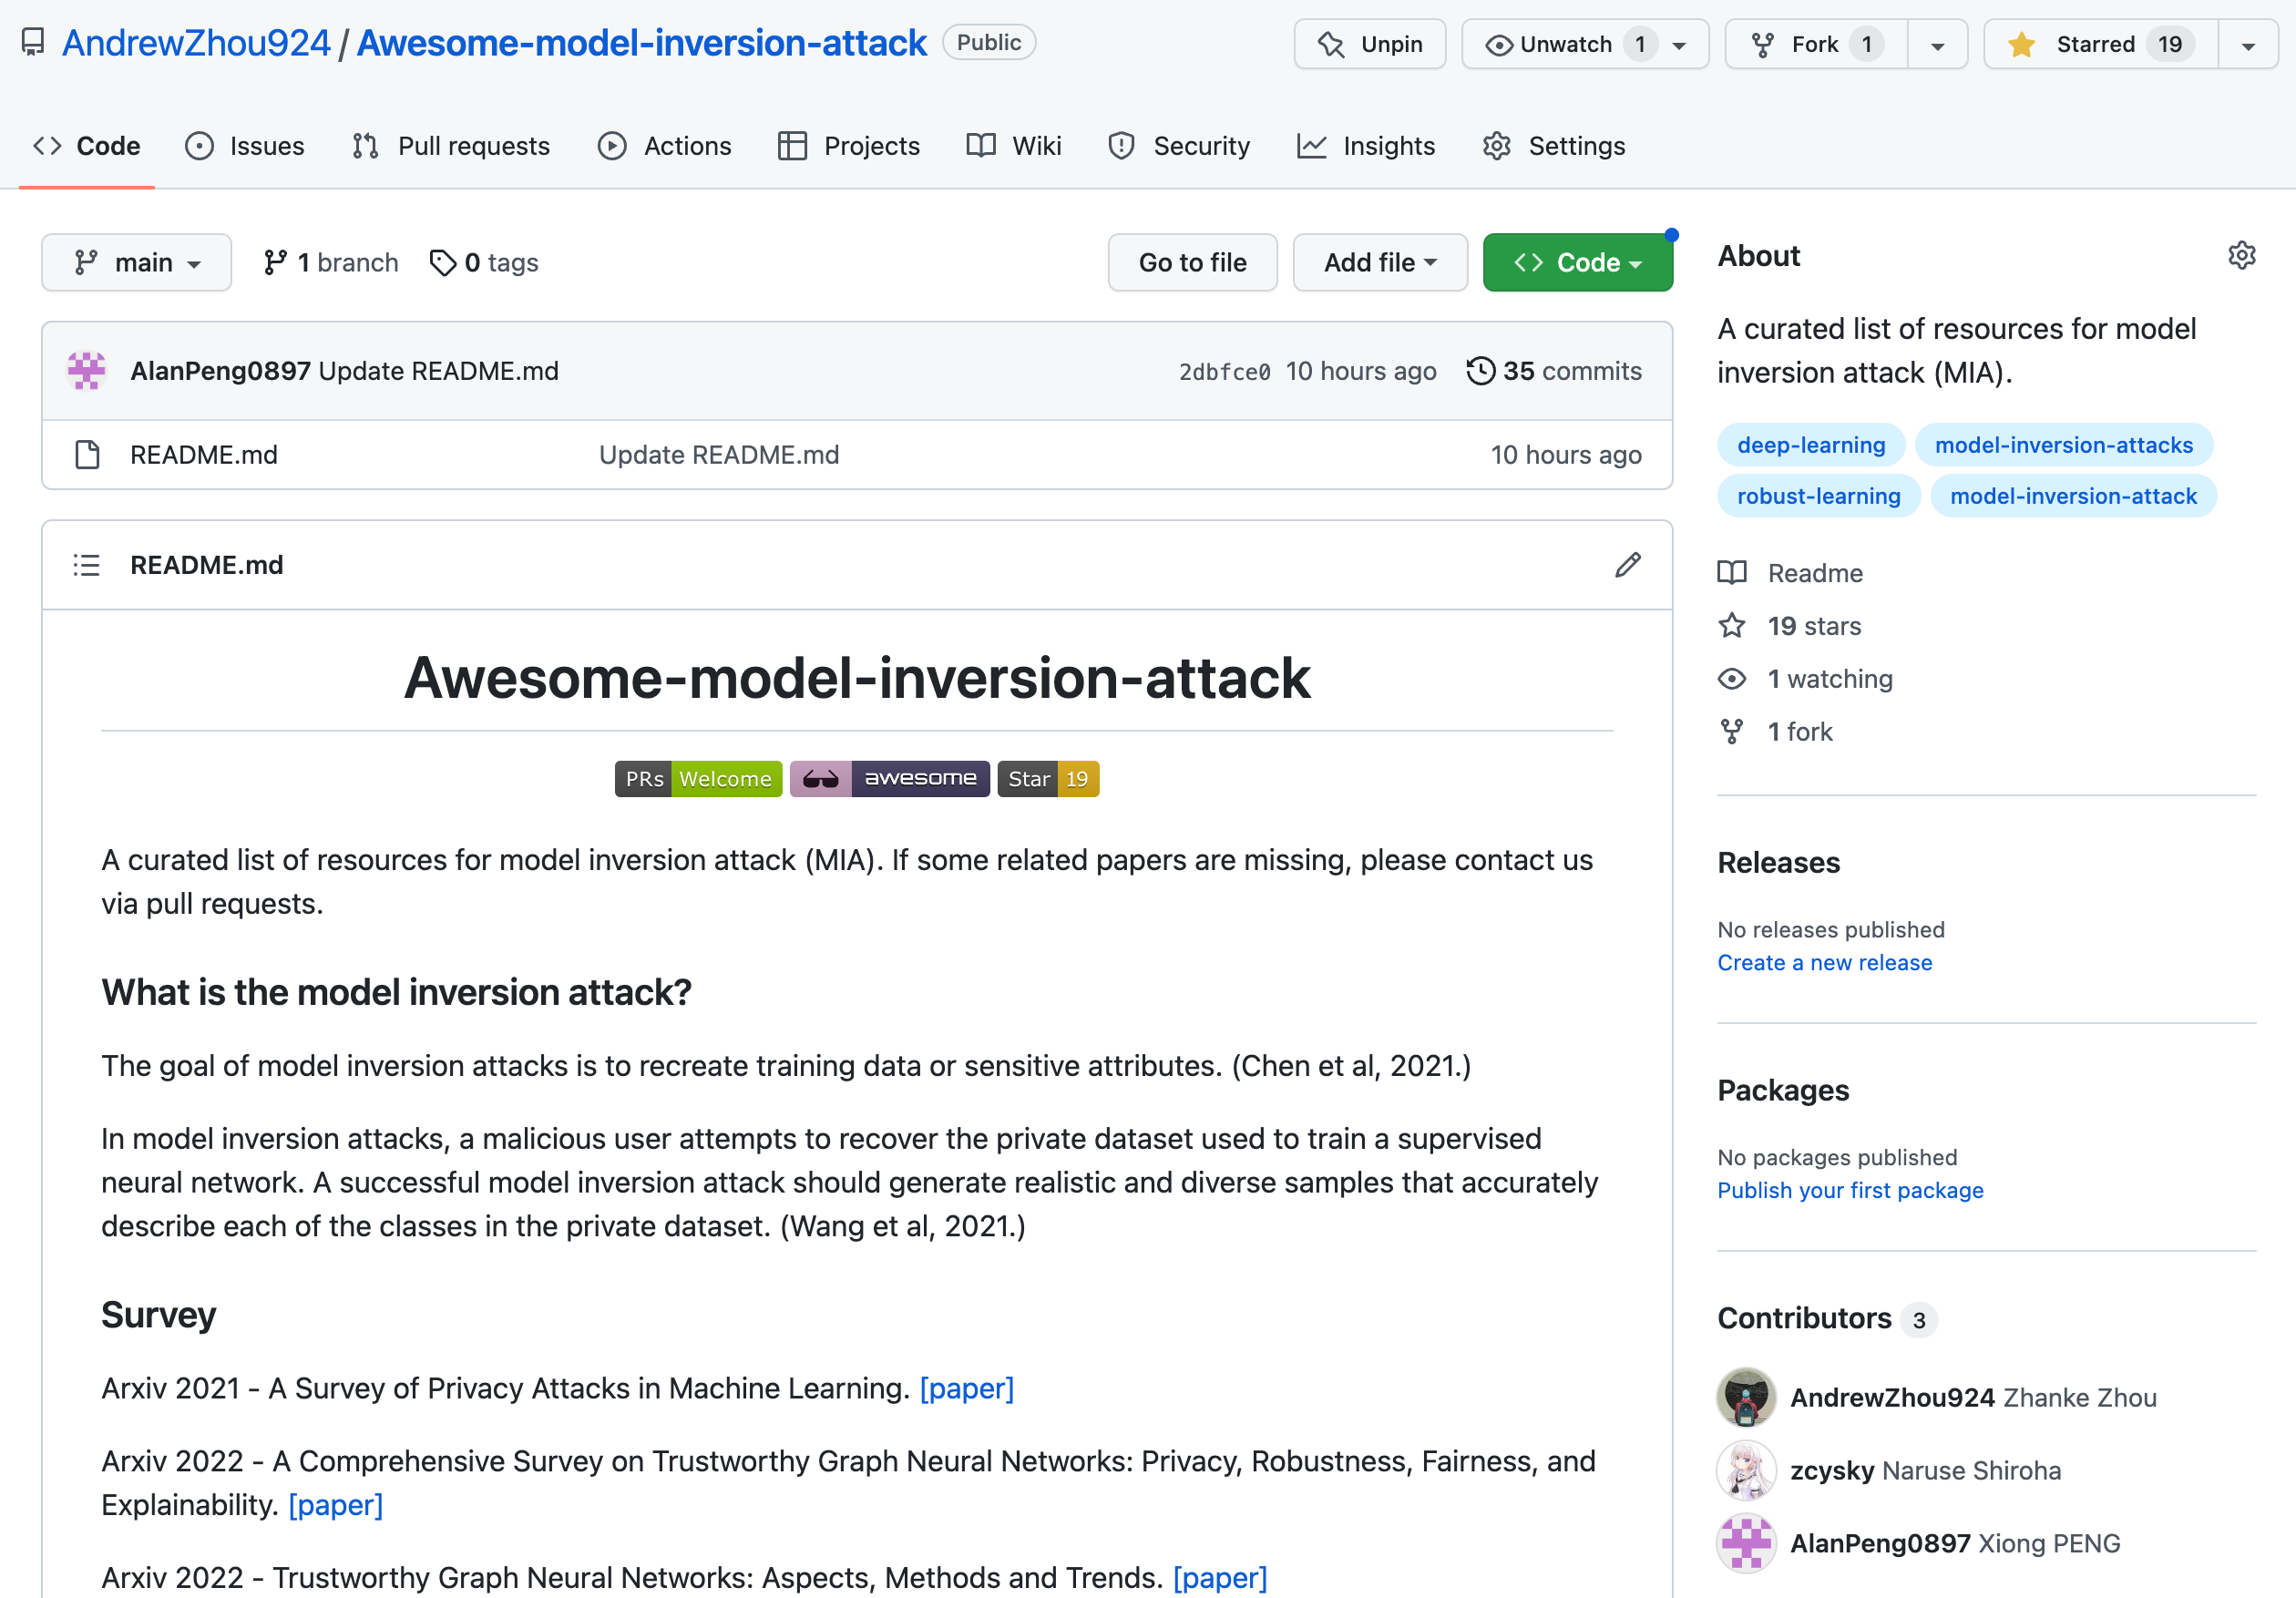 AndrewZhou924 / Awesome-model-inversion-attack Public
Unpin Unwatch 1 Fork 1 Starred 19
Code Issues Pull requests Actions Projects Wiki Security Insights Settings
main 1 branch 0 tags Go to file Add file Code
AlanPeng0897 Update README.md 2dbfce0 10 hours ago 35 commits
README.md Update README.md 10 hours ago
README.md
Awesome-model-inversion-attack
PRs Welcome awesome Star 19
A curated list of resources for model inversion attack (MIA). If some related papers are missing, please contact us
via pull requests.
What is the model inversion attack?
The goal of model inversion attacks is to recreate training data or sensitive attributes. (Chen et al, 2021.)
In model inversion attacks, a malicious user attempts to recover the private dataset used to train a supervised
neural network. A successful model inversion attack should generate realistic and diverse samples that accurately
describe each of the classes in the private dataset. (Wang et al, 2021.)
Survey
Arxiv 2021 - A Survey of Privacy Attacks in Machine Learning. [paper]
Arxiv 2022 - A Comprehensive Survey on Trustworthy Graph Neural Networks: Privacy, Robustness, Fairness, and
Explainability. [paper]
Arxiv 2022 - Trustworthy Graph Neural Networks: Aspects, Methods and Trends. [paper]
About
A curated list of resources for model
inversion attack (MIA).
deep-learning model-inversion-attacks
robust-learning model-inversion-attack
Readme
19 stars
1 watching
1 fork
Releases
No releases published
Create a new release
Packages
No packages published
Publish your first package
Contributors 3
AndrewZhou924 Zhanke Zhou
zcysky Naruse Shiroha
AlanPeng0897 Xiong PENG